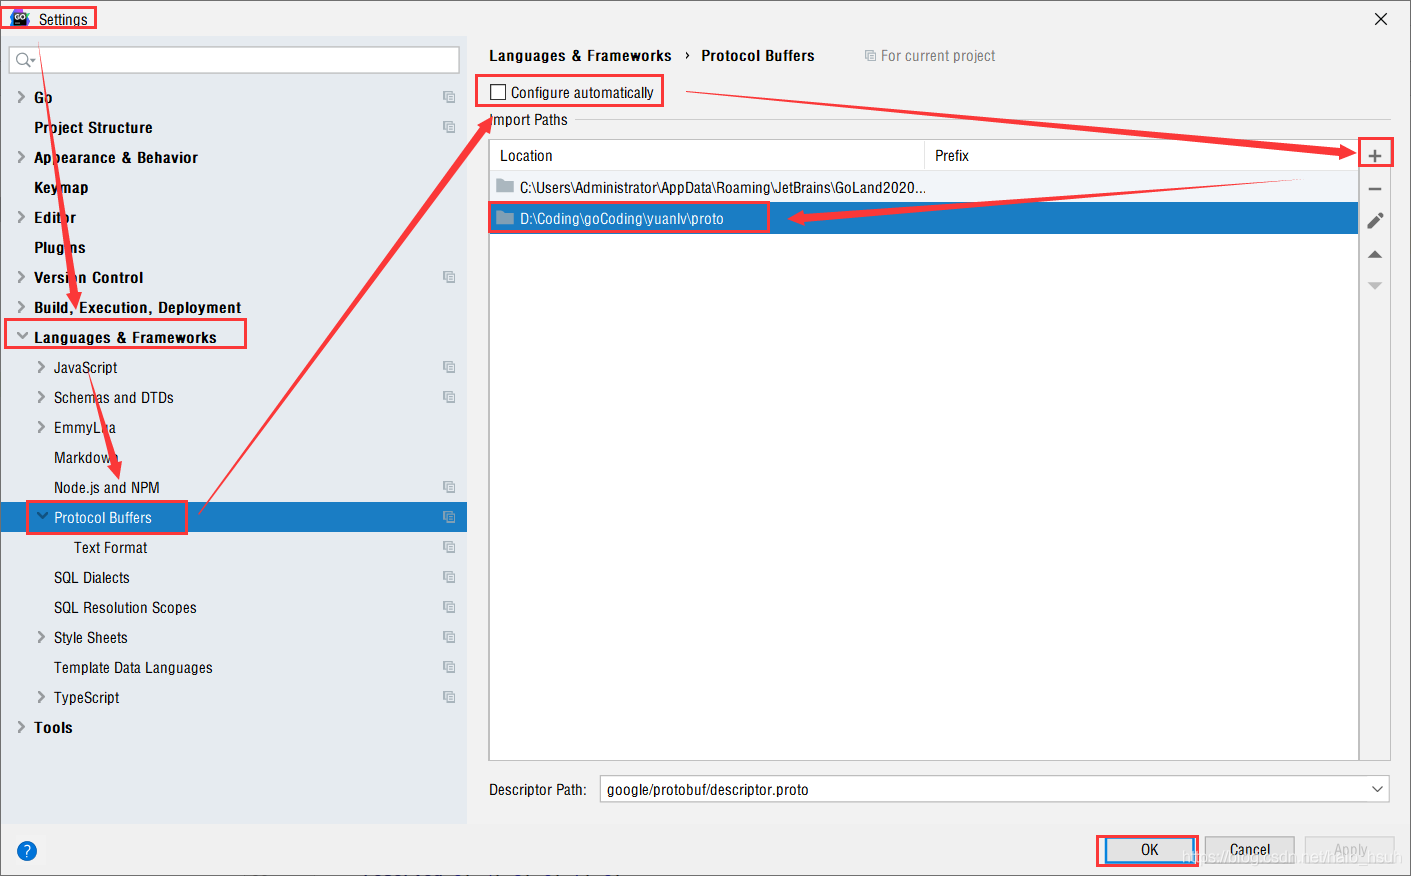 Settings
Go
Project Structure
Appearance & Behavior
Keymap
Editor
Plugins
Version Control
Build, Execution, Deployment
Languages & Frameworks
JavaScript
Schemas and DTDs
EmmyLua
Markdown
Node.js and NPM
Protocol Buffers
Text Format
SQL Dialects
SQL Resolution Scopes
Style Sheets
Template Data Languages
TypeScript
Tools
Languages & Frameworks › Protocol Buffers For current project
Configure automatically
Import Paths
Location Prefix
C:\Users\Administrator\AppData\Roaming\JetBrains\GoLand2020...
D:\Coding\goCoding\yuanlv\proto
Descriptor Path: google/protobuf/descriptor.proto
? OK Cancel Apply
https://blog.csdn.net/halo_hsuh